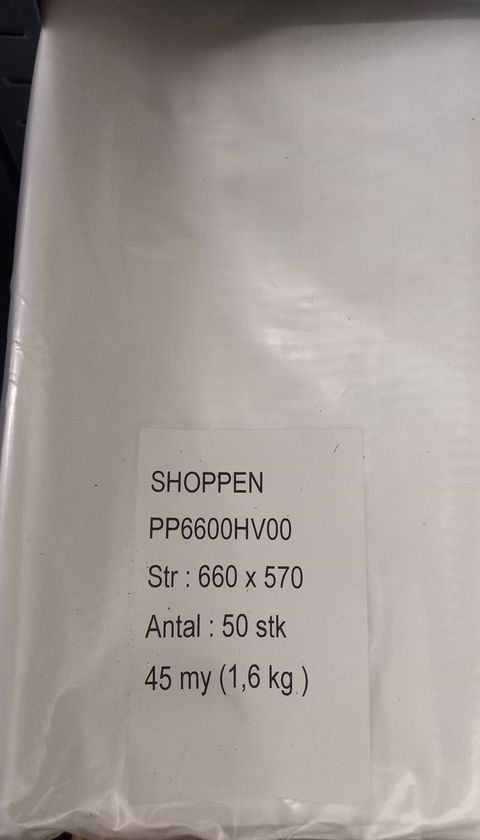 SHOPPEN
PP6600HV00
Str : 660 x 570
Antal : 50 stk
45 my (1,6 kg )